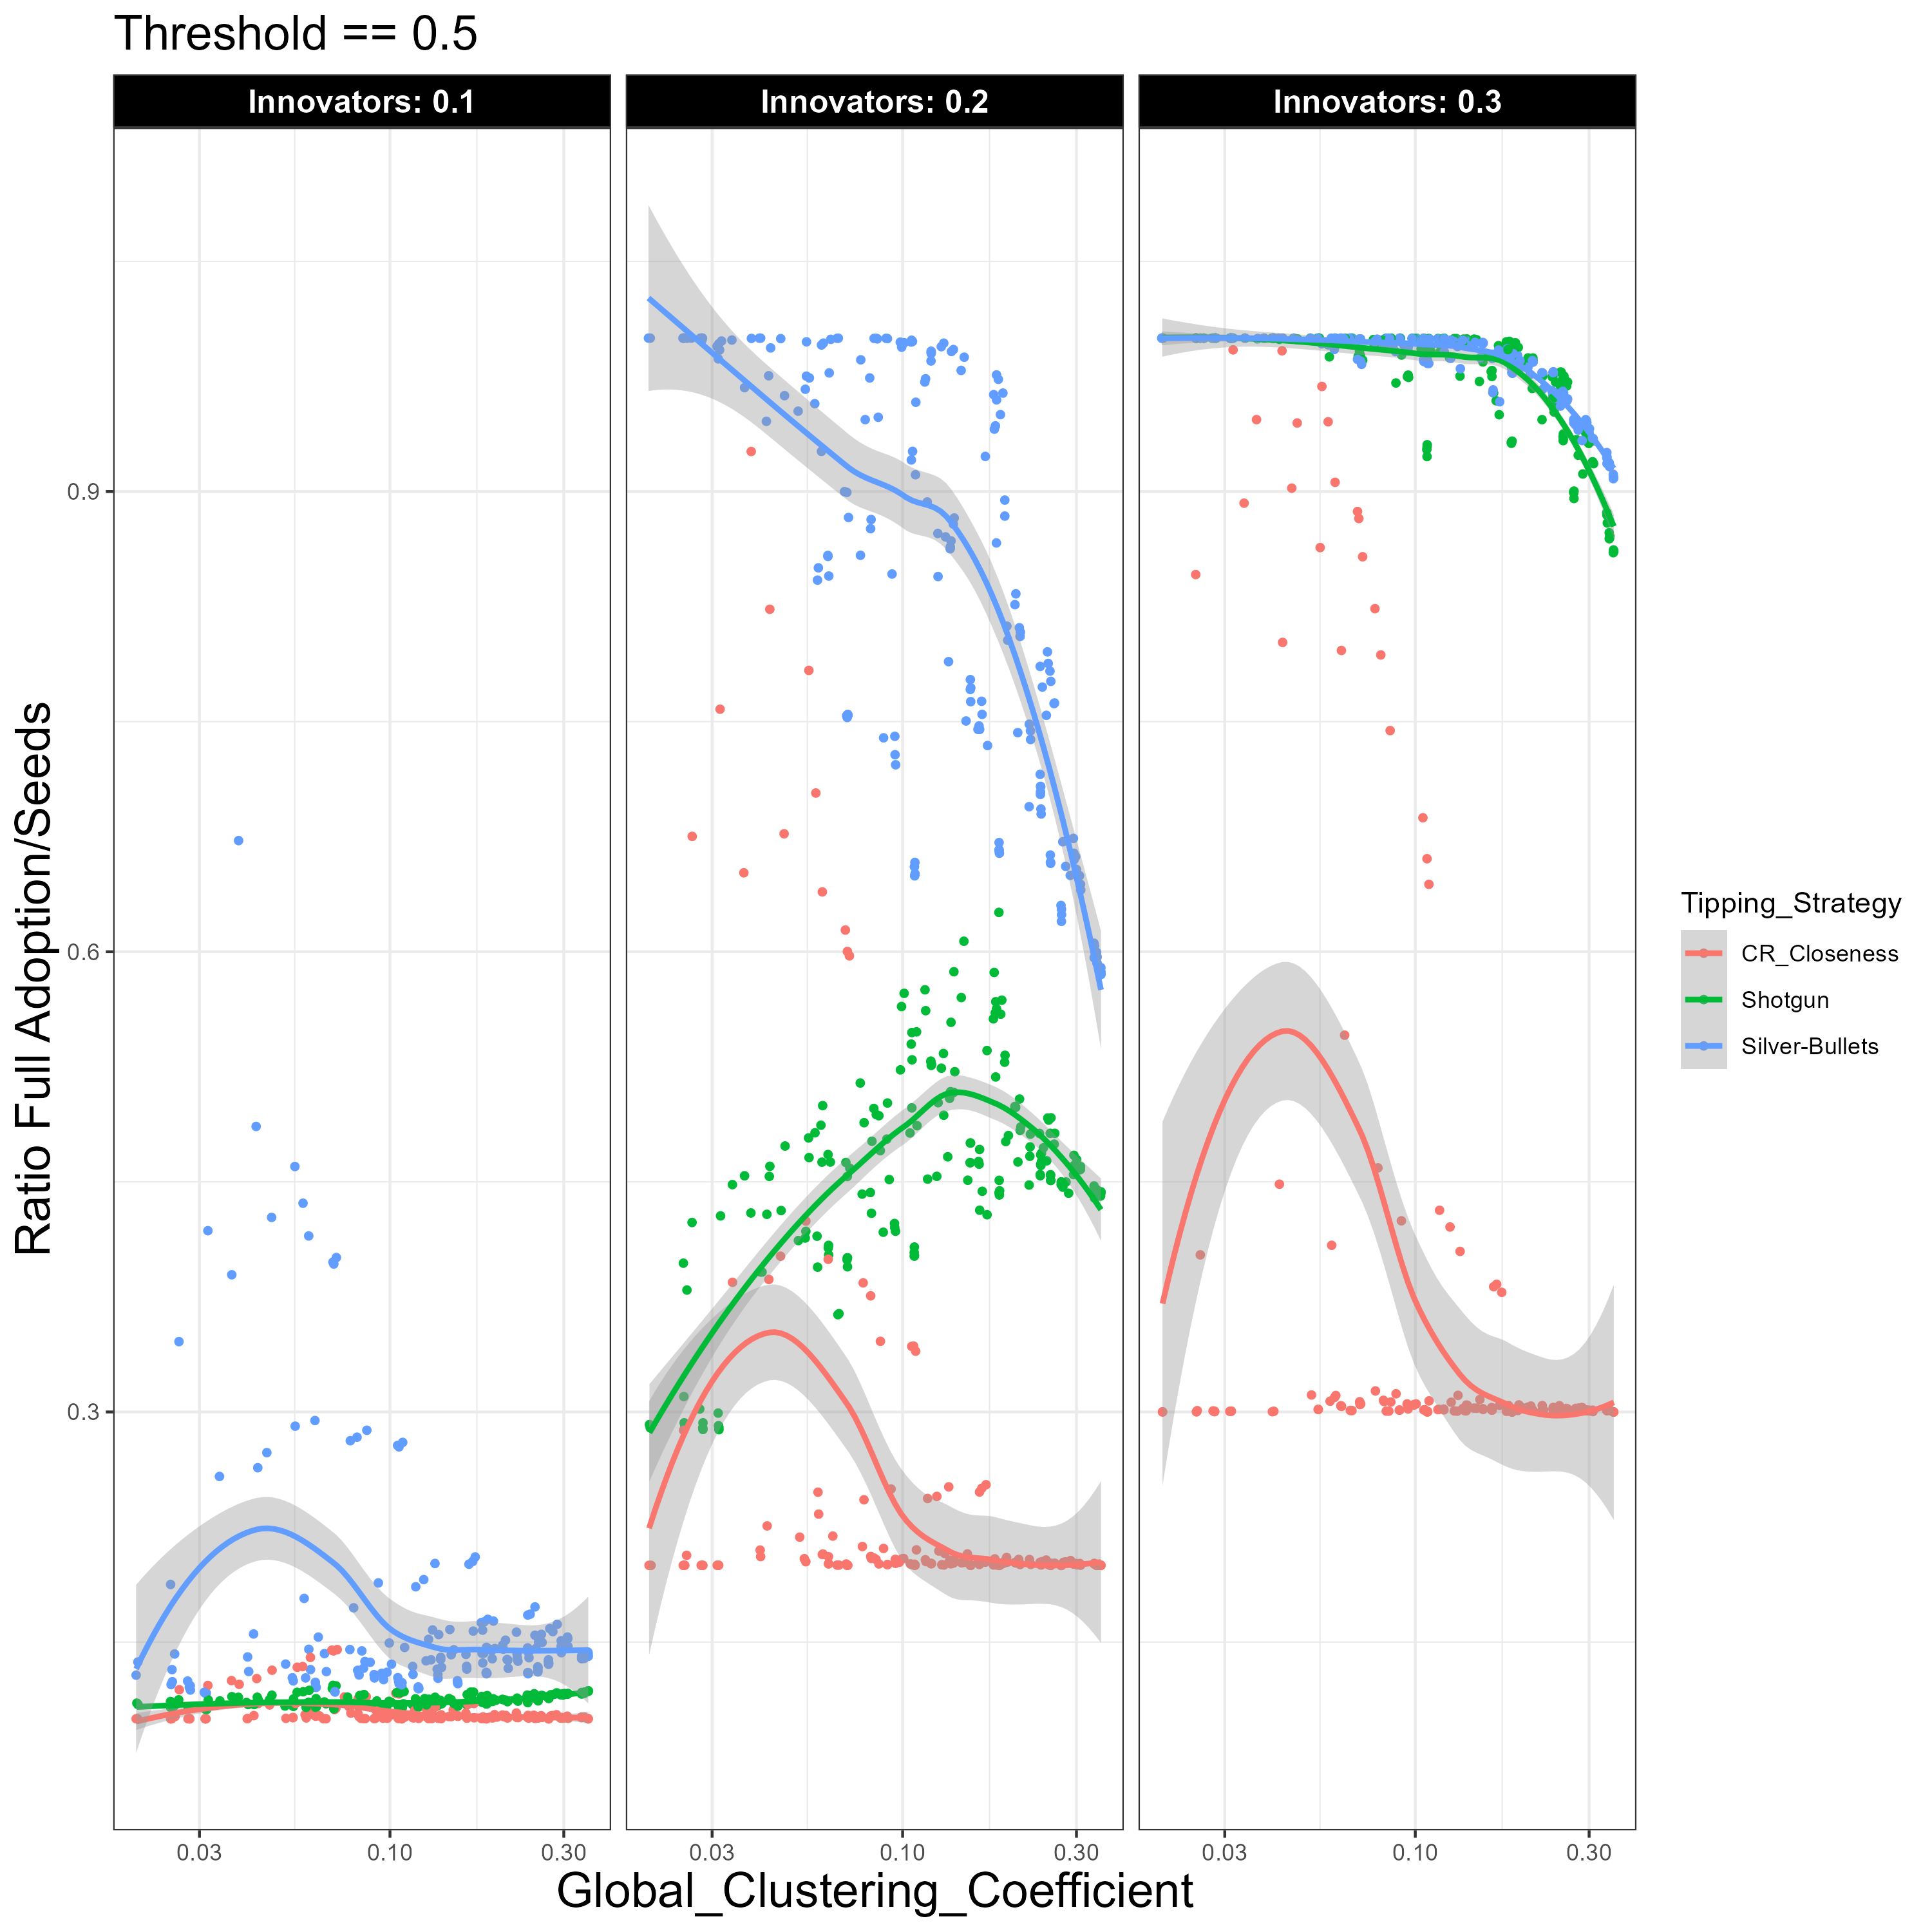 Threshold == 0.5
Innovators: 0.1
Innovators: 0.2
Innovators: 0.3
Ratio Full Adoption/Seeds
0.9
0.6
0.3
0.03 0.10 0.30
0.03 0.10 0.30
0.03 0.10 0.30
Global_Clustering_Coefficient
Tipping_Strategy
CR_Closeness
Shotgun
Silver-Bullets